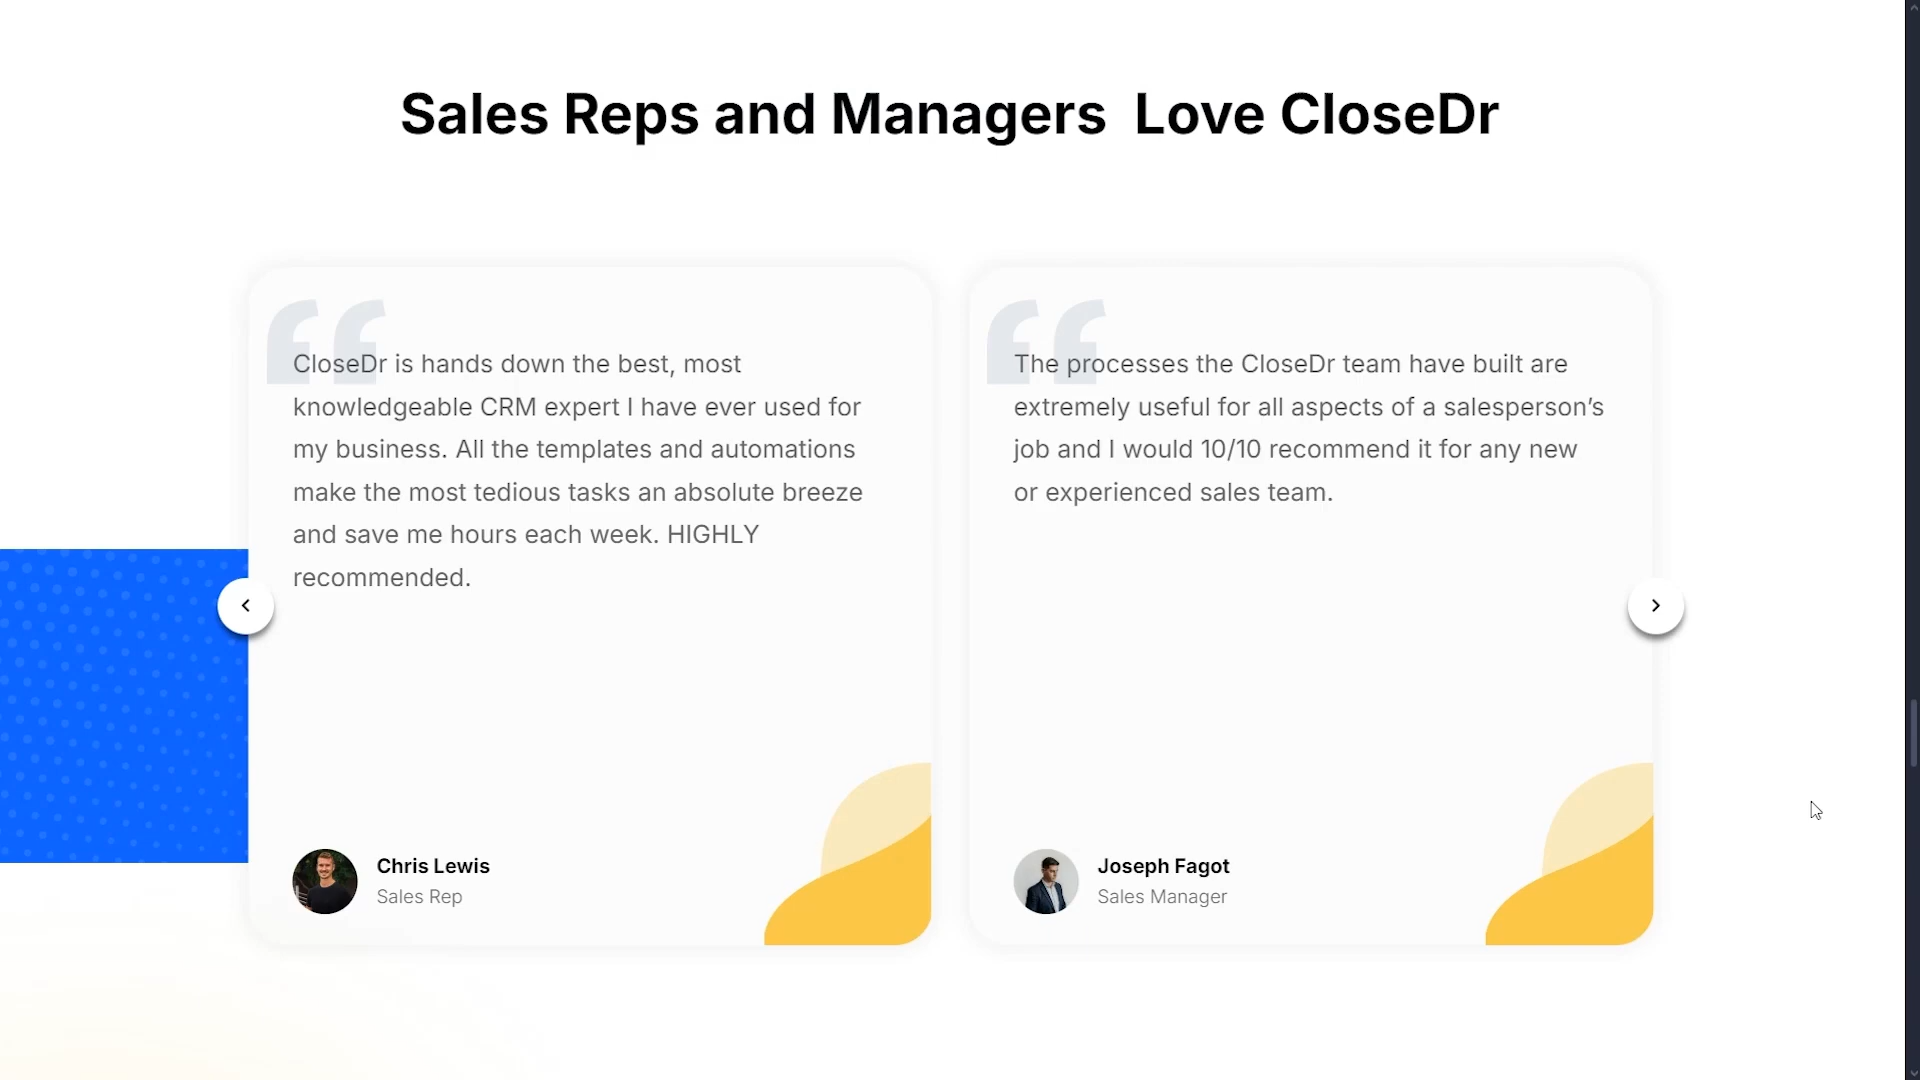 Sales Reps and Managers  Love CloseDr
CloseDr is hands down the best, most
knowledgeable CRM expert I have ever used for
my business. All the templates and automations
make the most tedious tasks an absolute breeze
and save me hours each week. HIGHLY
recommended.
Chris Lewis
Sales Rep
The processes the CloseDr team have built are
extremely useful for all aspects of a salesperson’s
job and I would 10/10 recommend it for any new
or experienced sales team.
Joseph Fagot
Sales Manager